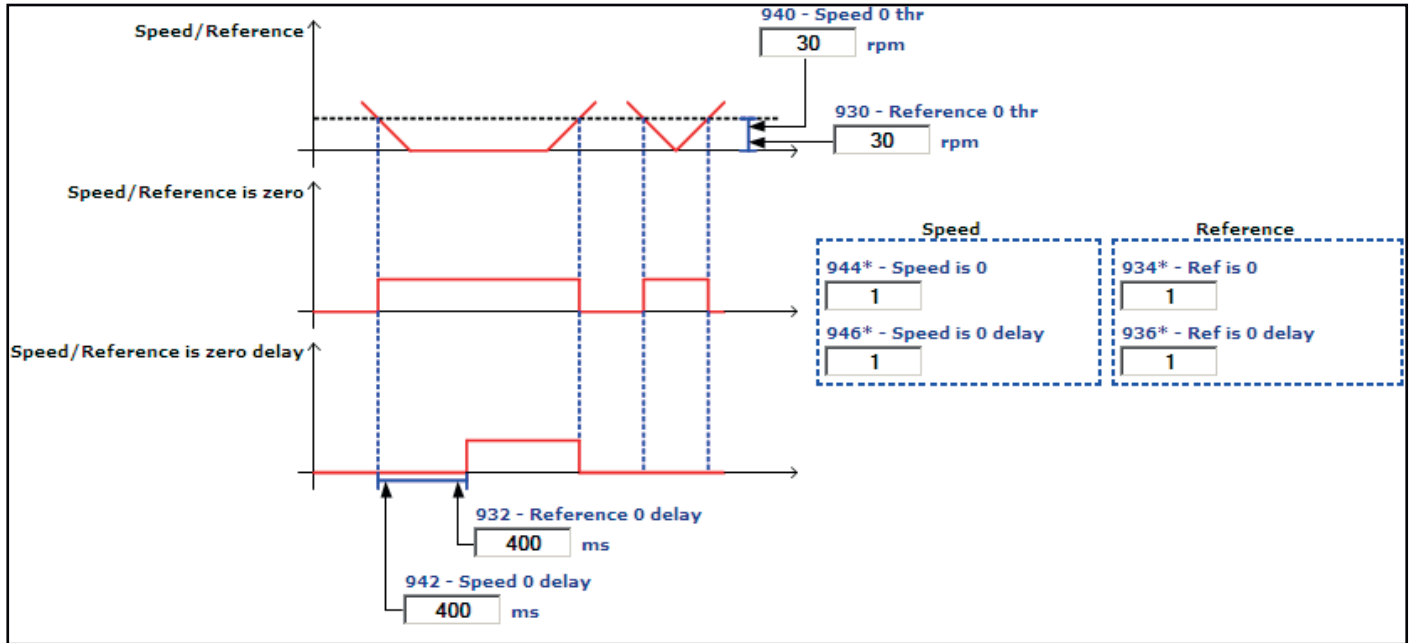 940 - Speed 0 thr
Speed/Reference
30 rpm
930 - Reference 0 thr
30 rpm
Speed/Reference is zero
Speed Reference
944* - Speed is 0 934* - Ref is 0
1 1
946* - Speed is 0 delay 936* - Ref is 0 delay
1 1
Speed/Reference is zero delay
932 - Reference 0 delay
400 ms
942 - Speed 0 delay
400 ms